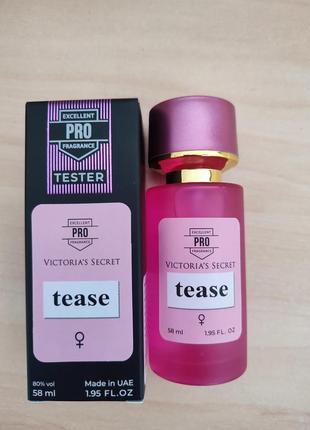 EXCELLENT
PRO
FRAGRANCE
TESTER
EXCELLENT
PRO
FRAGRANCE
VICTORIA'S SECRET
tease
♀
80% vol
58 ml
Made in UAE
1.95 FL. OZ
EXCELLENT
PRO
FRAGRANCE
VICTORIA'S SECRET
tease
♀
58 ml
1.95 FL. OZ